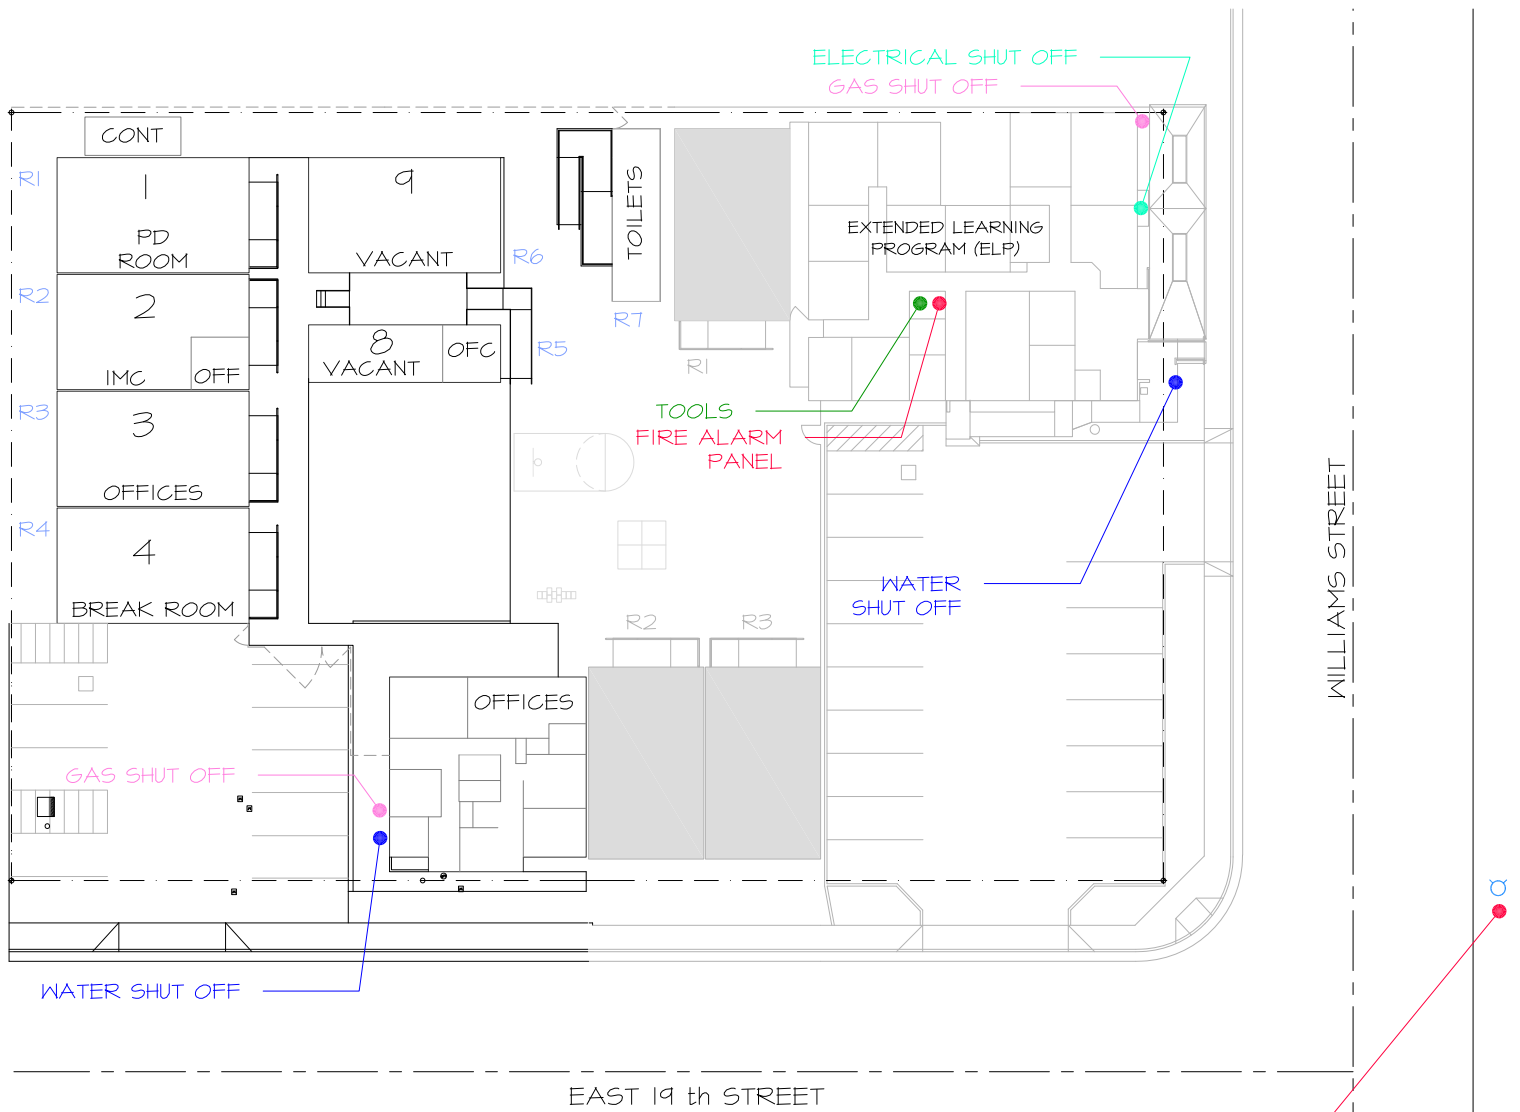 ELECTRICAL SHUT OFF
GAS SHUT OFF
CONT
R1
1
PD
ROOM
9
VACANT
R6
TOILETS
R7
EXTENDED LEARNING
PROGRAM (ELP)
R2
2
IMC
OFF
8
VACANT
OFC
R5
R1
R3
3
OFFICES
TOOLS
FIRE ALARM
PANEL
R4
4
BREAK ROOM
WATER
SHUT OFF
WILLIAMS STREET
R2
R3
OFFICES
GAS SHUT OFF
WATER SHUT OFF
EAST 19 th STREET